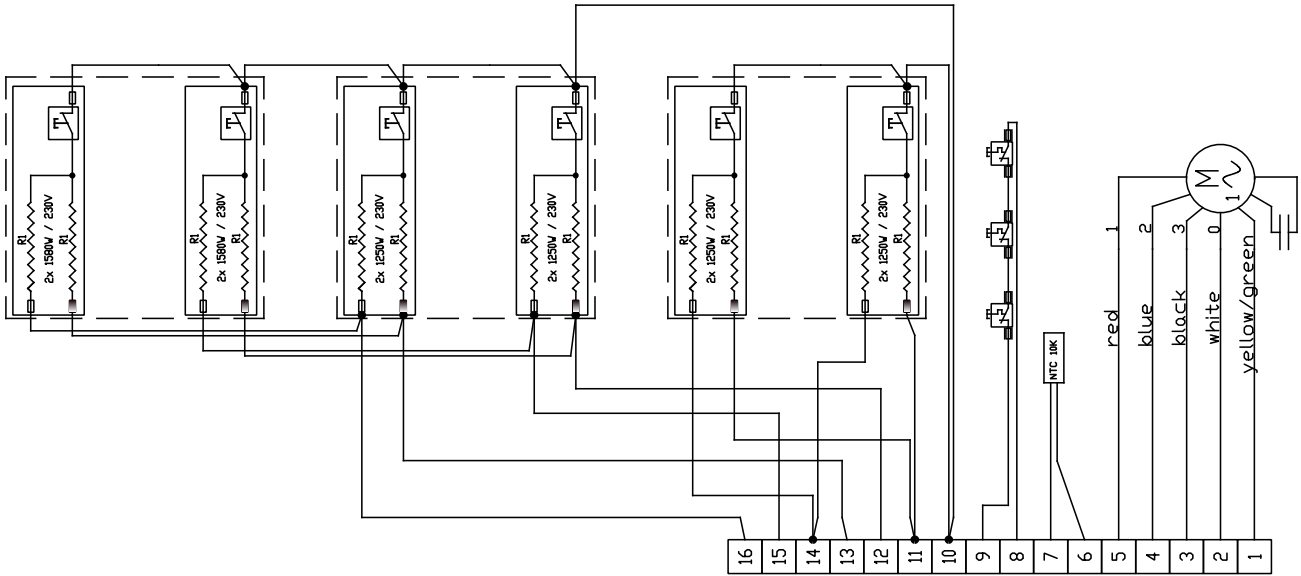 R1
R1
2x 1580W / 230V
R1
R1
2x 1580W / 230V
R1
R1
2x 1250W / 230V
R1
R1
2x 1250W / 230V
R1
R1
2x 1250W / 230V
R1
R1
2x 1250W / 230V
NTC 10K
M
1
1
2
3
0
red
blue
black
white
yellow/green
16
15
14
13
12
11
10
9
8
7
6
5
4
3
2
1